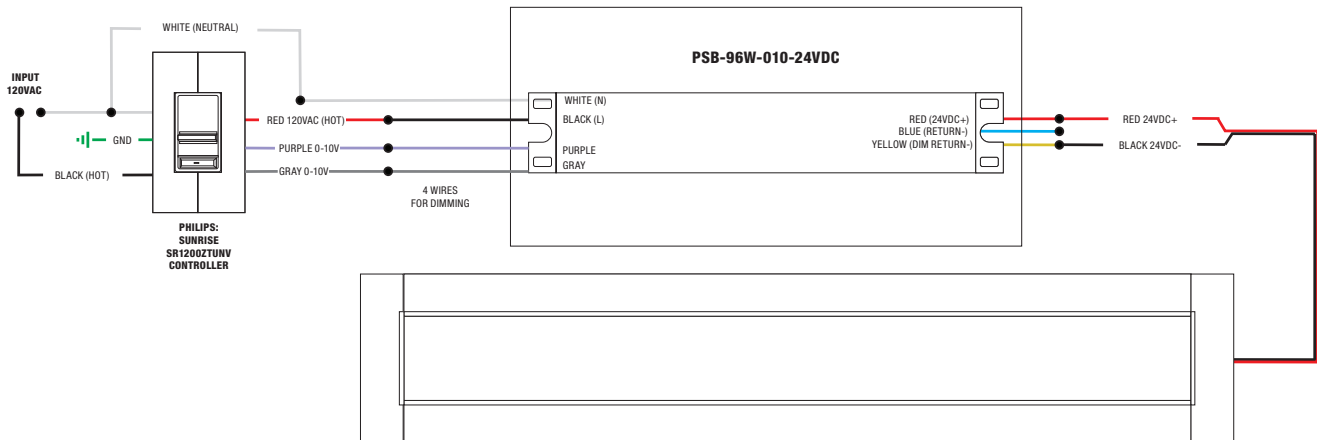 WHITE (NEUTRAL)
INPUT
120VAC
GND
BLACK (HOT)
PHILIPS:
SUNRISE
SR1200ZTUNV
CONTROLLER
RED 120VAC (HOT)
PURPLE 0-10V
GRAY 0-10V
4 WIRES
FOR DIMMING
PSB-96W-010-24VDC
WHITE (N)
BLACK (L)
PURPLE
GRAY
RED (24VDC+)
BLUE (RETURN-)
YELLOW (DIM RETURN-)
RED 24VDC+
BLACK 24VDC-